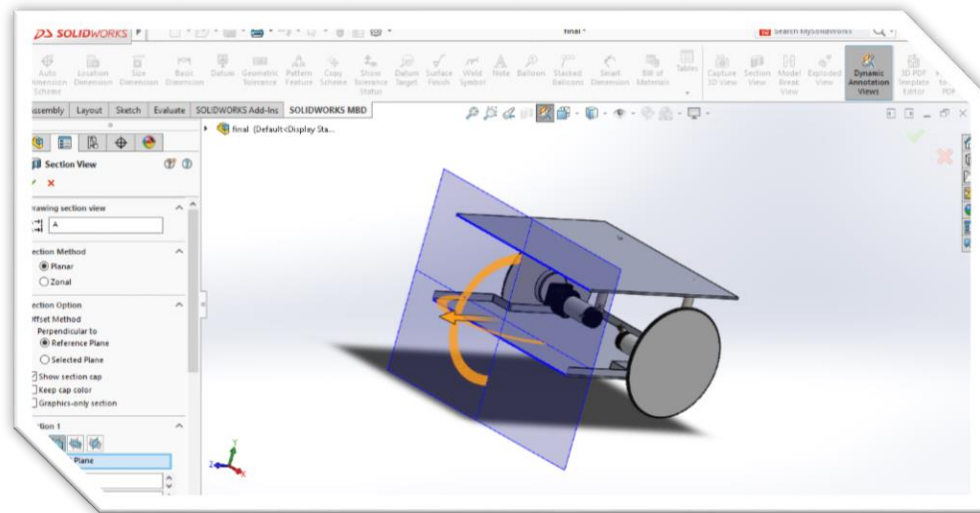 DS SOLIDWORKS
final *
Search MySolidWorks
Auto Dimension Scheme
Location Dimension
Size Dimension
Basic Dimension
Datum
Geometric Tolerance
Pattern Feature
Copy Scheme
Show Tolerance Status
Datum Target
Surface Finish
Weld Symbol
Note
Balloon
Stacked Balloons
Smart Dimension
Bill of Materials
Tables
Capture 3D View
Section View
Model Break View
Exploded View
Dynamic Annotation Views
3D PDF Template Editor
PDF
ssembly Layout Sketch Evaluate SOLIDWORKS Add-Ins SOLIDWORKS MBD
final (Default<Display Sta...
Section View
rawing section view
A
ection Method
Planar
Zonal
ection Option
ffset Method
Perpendicular to
Reference Plane
Selected Plane
Show section cap
Keep cap color
Graphics-only section
ction 1
Plane
Y
Z
X